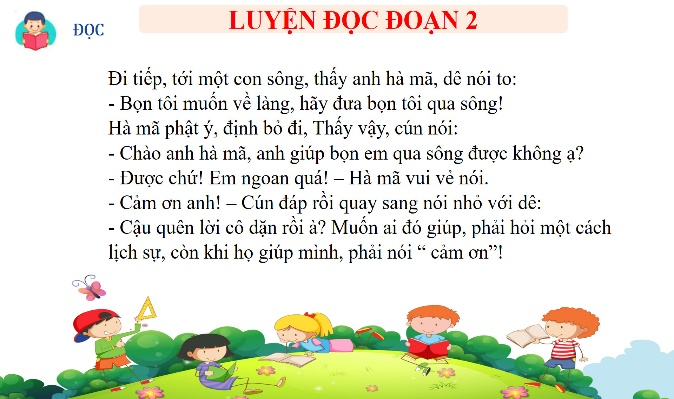 ĐỌC
LUYỆN ĐỌC ĐOẠN 2
Đi tiếp, tới một con sông, thấy anh hà mã, dê nói to:
- Bọn tôi muốn về làng, hãy đưa bọn tôi qua sông!
Hà mã phật ý, định bỏ đi, Thấy vậy, cún nói:
- Chào anh hà mã, anh giúp bọn em qua sông được không ạ?
- Được chứ! Em ngoan quá! – Hà mã vui vẻ nói.
- Cảm ơn anh! – Cún đáp rồi quay sang nói nhỏ với dê:
- Cậu quên lời cô dặn rồi à? Muốn ai đó giúp, phải hỏi một cách
lịch sự, còn khi họ giúp mình, phải nói “ cảm ơn”!